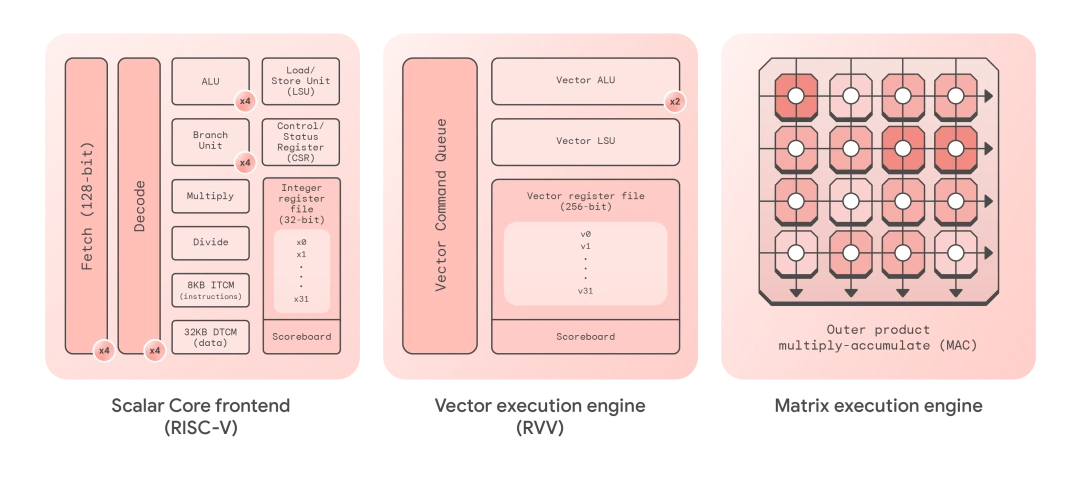 Fetch (128-bit)
x4
Decode
x4
ALU
x4
Load/
Store Unit
(LSU)
Branch
Unit
x4
Control/
Status
Register
(CSR)
Multiply
Divide
8KB ITCM
(instructions)
32KB DTCM
(data)
Integer
register
file
(32-bit)
x0
x1
.
.
.
x31
Scoreboard
Scalar Core frontend
(RISC-V)
Vector Command Queue
Vector ALU
x2
Vector LSU
Vector register file
(256-bit)
v0
v1
.
.
.
v31
Scoreboard
Vector execution engine
(RVV)
Outer product
multiply-accumulate (MAC)
Matrix execution engine